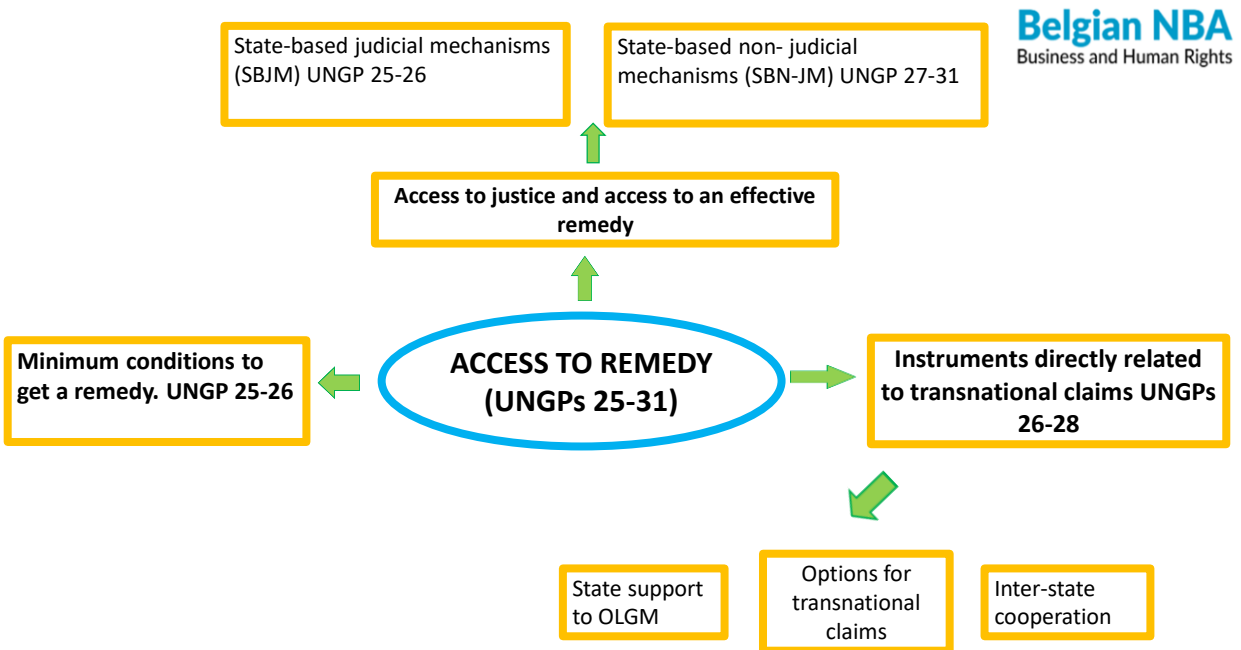 Belgian NBA
Business and Human Rights
State-based judicial mechanisms
(SBJM) UNGP 25-26
State-based non- judicial
mechanisms (SBN-JM) UNGP 27-31
Access to justice and access to an effective
remedy
Minimum conditions to
get a remedy. UNGP 25-26
ACCESS TO REMEDY
(UNGPs 25-31)
Instruments directly related
to transnational claims UNGPs
26-28
State support
to OLGM
Options for
transnational
claims
Inter-state
cooperation